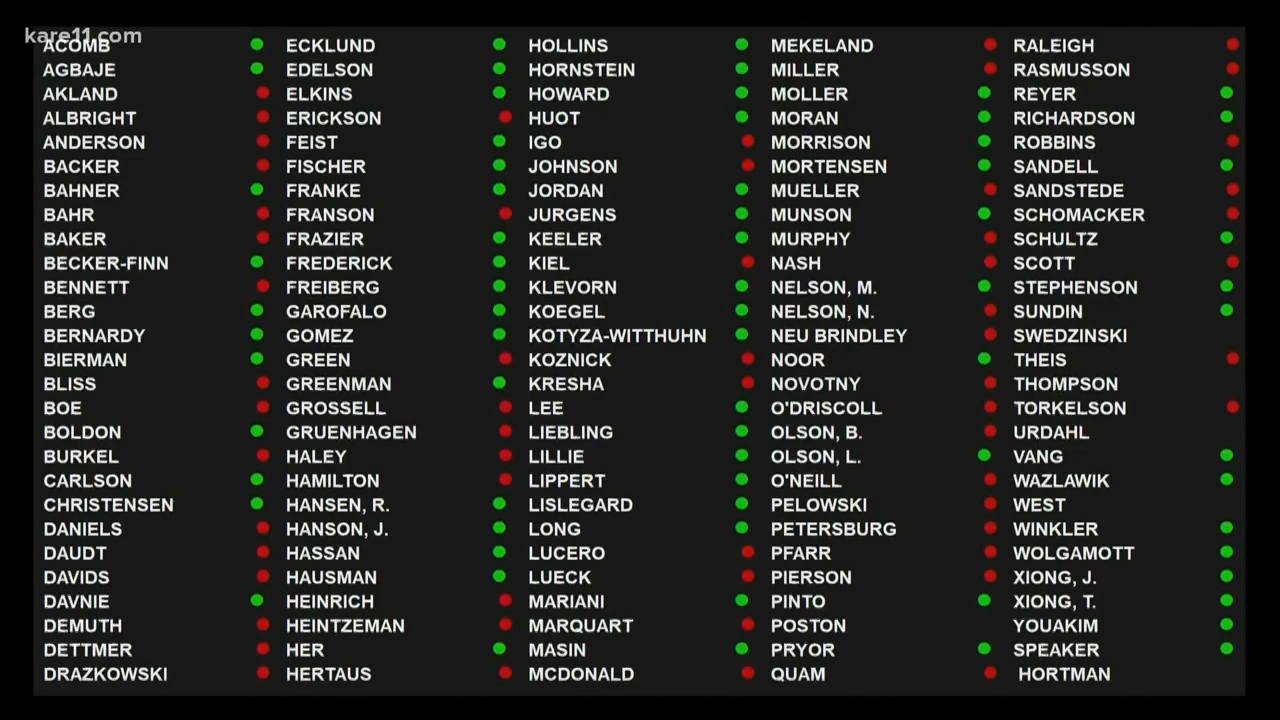 kare11.com
ACOMB
AGBAJE
AKLAND
ALBRIGHT
ANDERSON
BACKER
BAHNER
BAHR
BAKER
BECKER-FINN
BENNETT
BERG
BERNARDY
BIERMAN
BLISS
BOE
BOLDON
BURKEL
CARLSON
CHRISTENSEN
DANIELS
DAUDT
DAVIDS
DAVNIE
DEMUTH
DETTMER
DRAZKOWSKI
ECKLUND
EDELSON
ELKINS
ERICKSON
FEIST
FISCHER
FRANKE
FRANSON
FRAZIER
FREDERICK
FREIBERG
GAROFALO
GOMEZ
GREEN
GREENMAN
GROSSELL
GRUENHAGEN
HALEY
HAMILTON
HANSEN, R.
HANSON, J.
HASSAN
HAUSMAN
HEINRICH
HEINTZEMAN
HER
HERTAUS
HOLLINS
HORNSTEIN
HOWARD
HUOT
IGO
JOHNSON
JORDAN
JURGENS
KEELER
KIEL
KLEVORN
KOEGEL
KOTYZA-WITTHUHN
KOZNICK
KRESHA
LEE
LIEBLING
LILLIE
LIPPERT
LISLEGARD
LONG
LUCERO
LUECK
MARIANI
MARQUART
MASIN
MCDONALD
MEKELAND
MILLER
MOLLER
MORAN
MORRISON
MORTENSEN
MUELLER
MUNSON
MURPHY
NASH
NELSON, M.
NELSON, N.
NEU BRINDLEY
NOOR
NOVOTNY
O'DRISCOLL
OLSON, B.
OLSON, L.
O'NEILL
PELOWSKI
PETERSBURG
PFARR
PIERSON
PINTO
POSTON
PRYOR
QUAM
RALEIGH
RASMUSSON
REYER
RICHARDSON
ROBBINS
SANDELL
SANDSTEDE
SCHOMACKER
SCHULTZ
SCOTT
STEPHENSON
SUNDIN
SWEDZINSKI
THEIS
THOMPSON
TORKELSON
URDAHL
VANG
WAZLAWIK
WEST
WINKLER
WOLGAMOTT
XIONG, J.
XIONG, T.
YOUAKIM
SPEAKER
HORTMAN